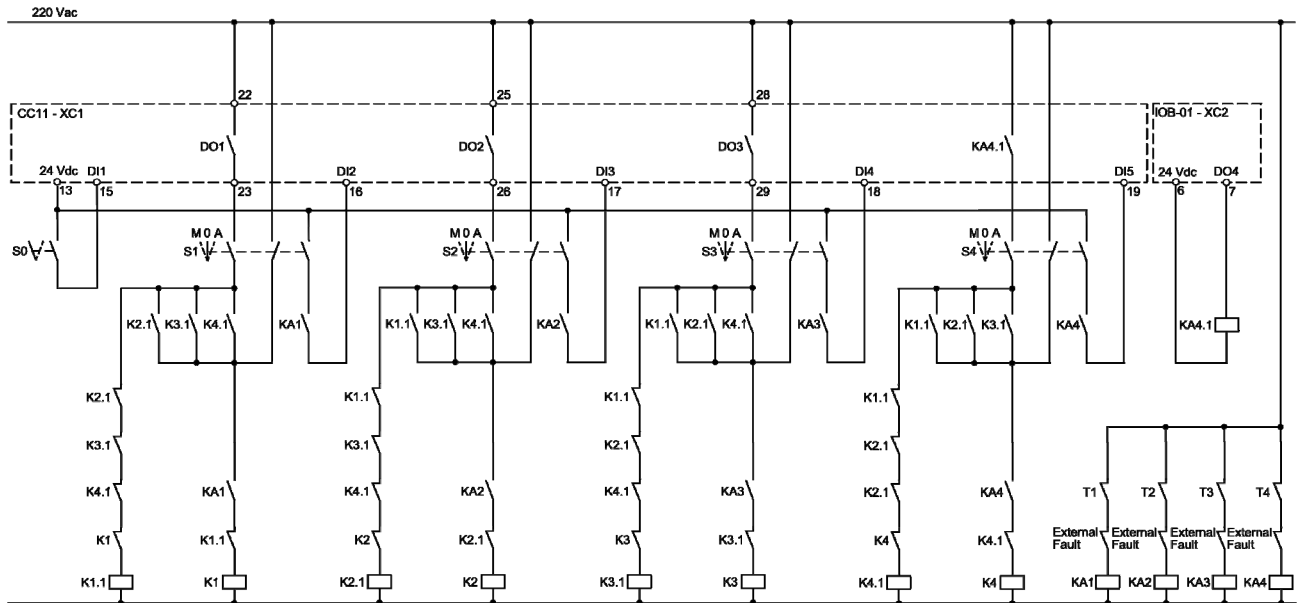 220 Vac
22 25 28
CC11 - XC1 IOB-01 - XC2
DO1 DO2 DO3 KA4.1
24 Vdc DI1 DI2 DI3 DI4 DI5 24 Vdc DO4
13 15 23 16 26 17 29 18 19 6 7
M 0 A M 0 A M 0 A M 0 A
S0 S1 S2 S3 S4
K2.1 K3.1 K4.1 KA1 K1.1 K3.1 K4.1 KA2 K1.1 K2.1 K4.1 KA3 K1.1 K2.1 K3.1 KA4 KA4.1
K2.1 K1.1 K1.1 K1.1
K3.1 K3.1 K2.1 K2.1
K4.1 KA1 K4.1 KA2 K4.1 KA3 K2.1 KA4 T1 T2 T3 T4
K1 K1.1 K2 K2.1 K3 K3.1 K4 K4.1 External External External External
Fault Fault Fault Fault
K1.1 K1 K2.1 K2 K3.1 K3 K4.1 K4 KA1 KA2 KA3 KA4